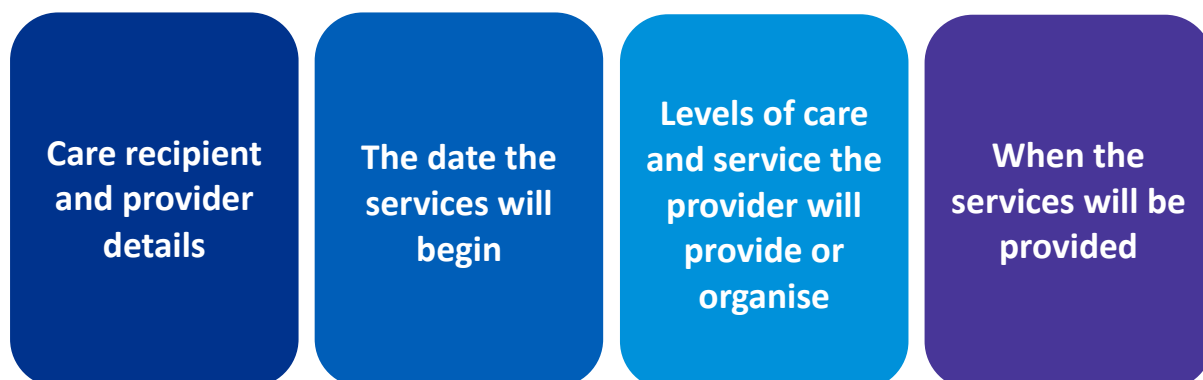 Care recipient
and provider
details
The date the
services will
begin
Levels of care
and service the
provider will
provide or
organise
When the
services will be
provided